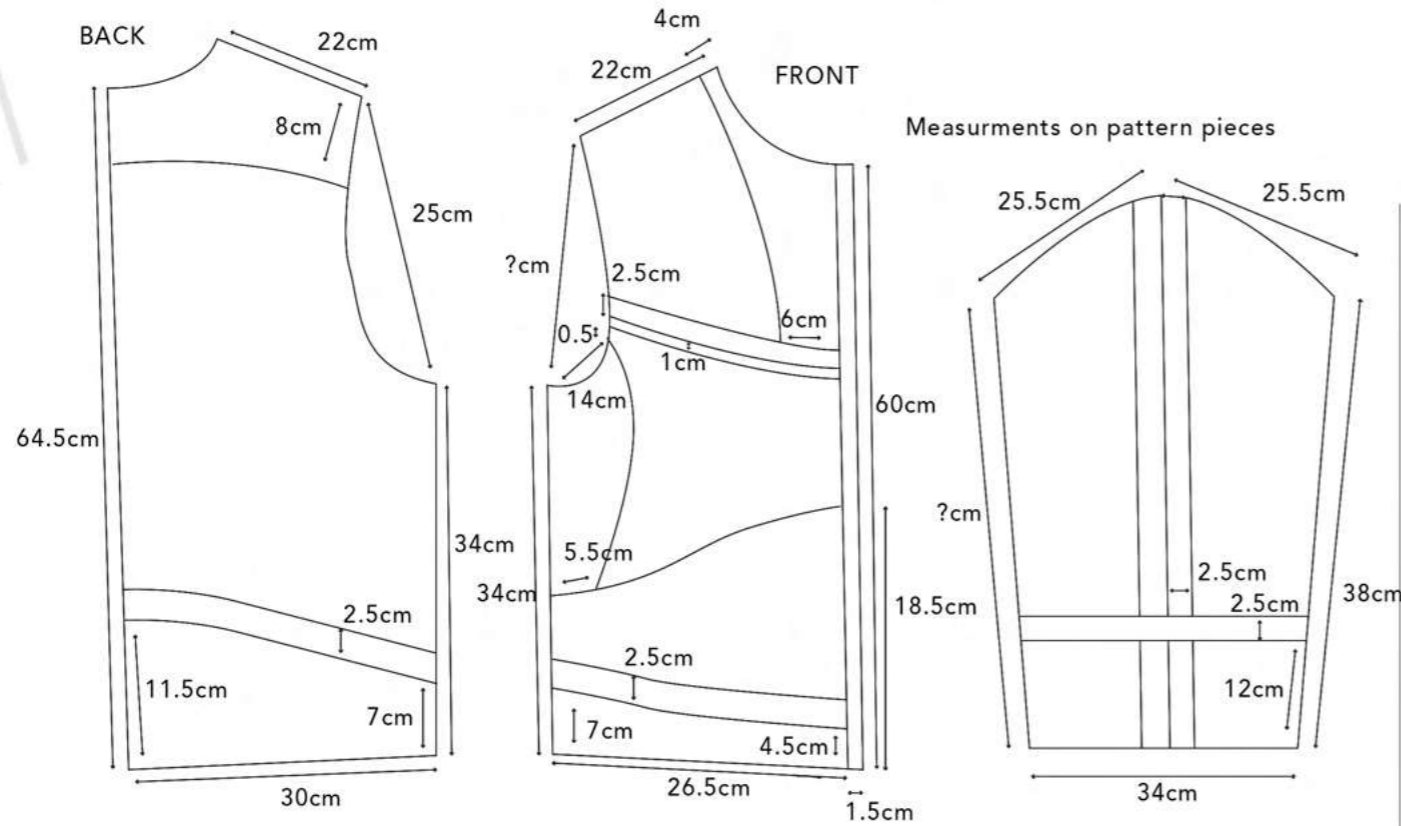 BACK
22cm
8cm
25cm
64.5cm
34cm
2.5cm
11.5cm
7cm
30cm
4cm
22cm
FRONT
?cm
2.5cm
0.5
6cm
1cm
14cm
60cm
5.5cm
34cm
18.5cm
2.5cm
7cm
4.5cm
26.5cm
1.5cm
Measurments on pattern pieces
25.5cm
25.5cm
?cm
2.5cm
2.5cm
38cm
12cm
34cm